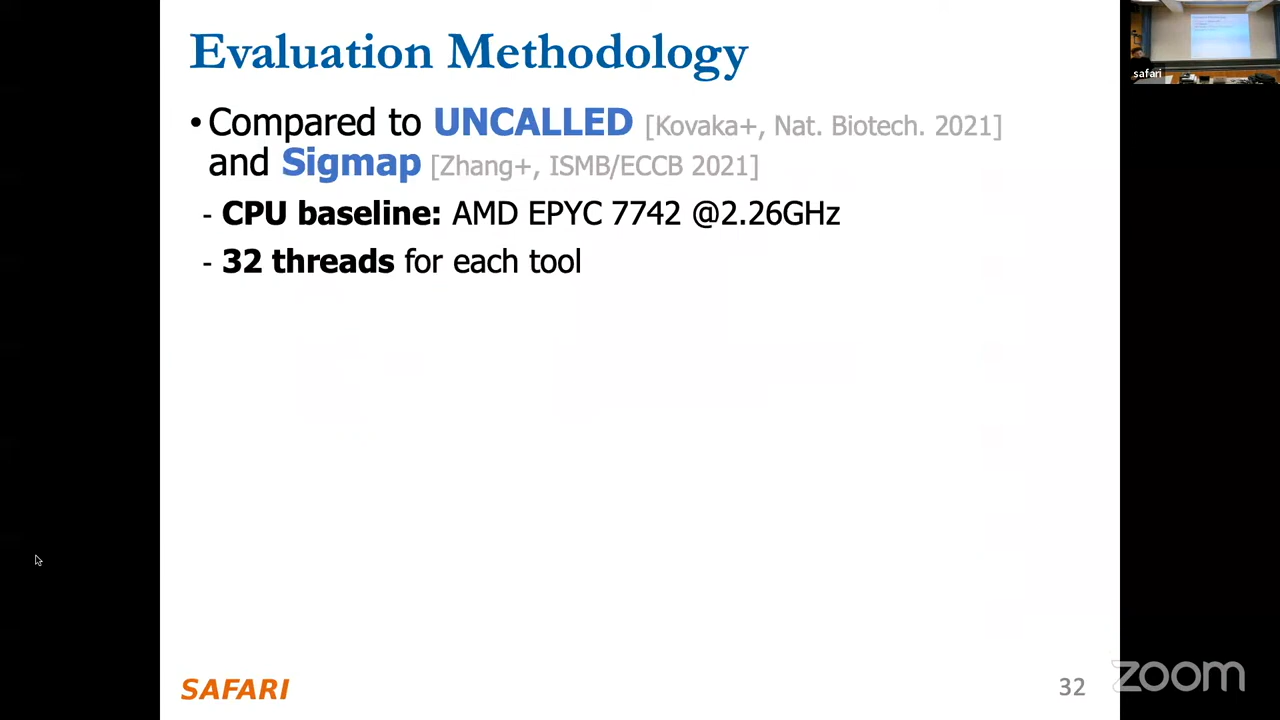 Evaluation Methodology
• Compared to UNCALLED [Kovaka+, Nat. Biotech. 2021]
and Sigmap [Zhang+, ISMB/ECCB 2021]
- CPU baseline: AMD EPYC 7742 @2.26GHz
- 32 threads for each tool
safari
SAFARI
32
zoom